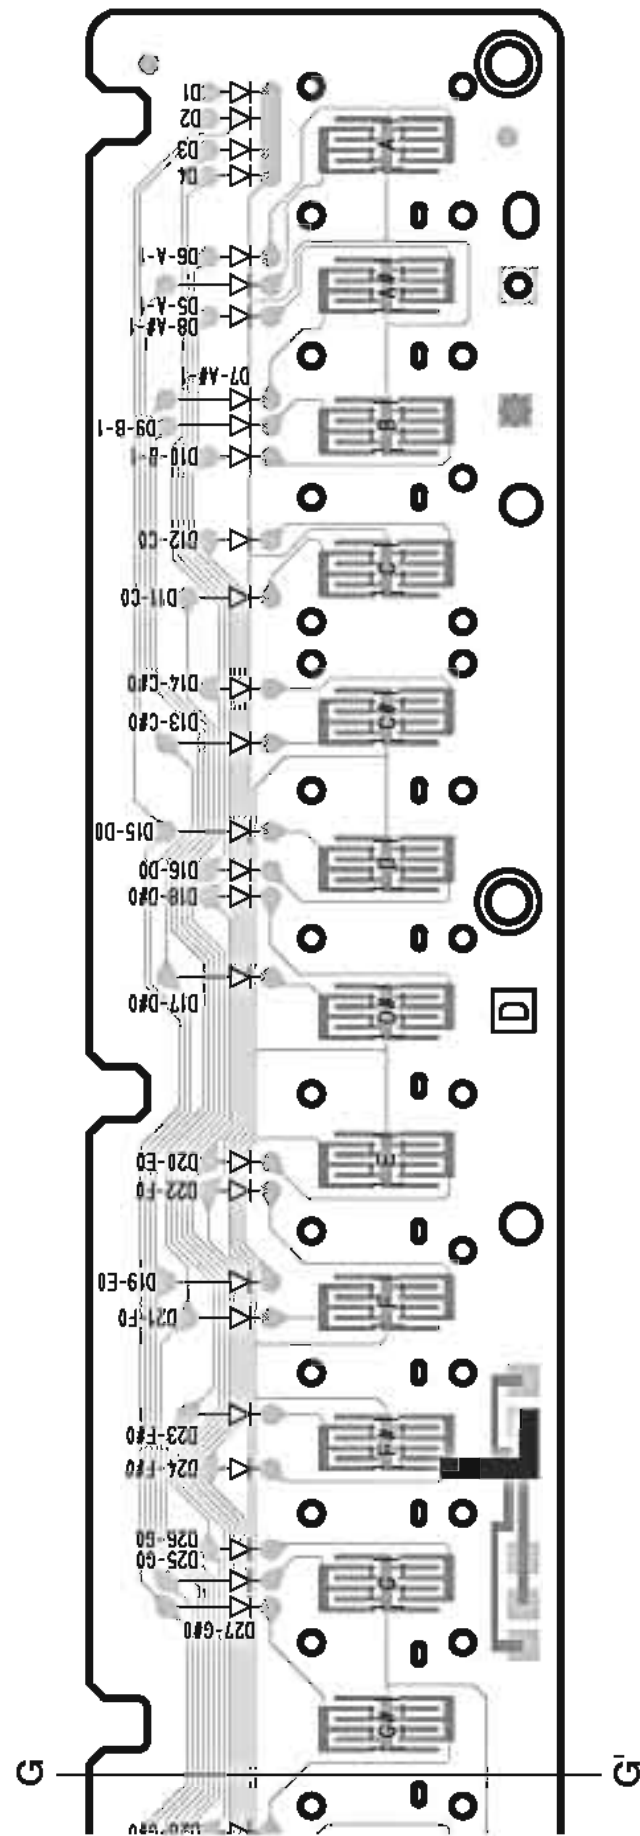 D1
D2
D3
D4
A
D6-A-1
D5-A-1
A#
D8-A#-1
D7-A#-1
D9-B-1
B
D10-B-1
D12-C0
C
D11-C0
D14-C#0
C#
D13-C#0
D15-D0
D
D16-D0
D18-D#0
D17-D#0
D#
D
D20-E0
E
D22-F0
D19-E0
F
D21-F0
D23-F#0
F#
D24-F#0
D26-G0
D25-G0
G
D27-G#0
G#
G
G'